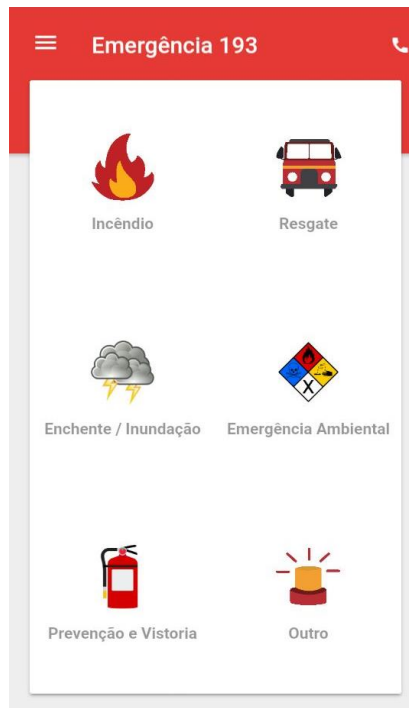 Emergência 193
Incêndio
Resgate
Enchente / Inundação
Emergência Ambiental
X
Prevenção e Vistoria
Outro